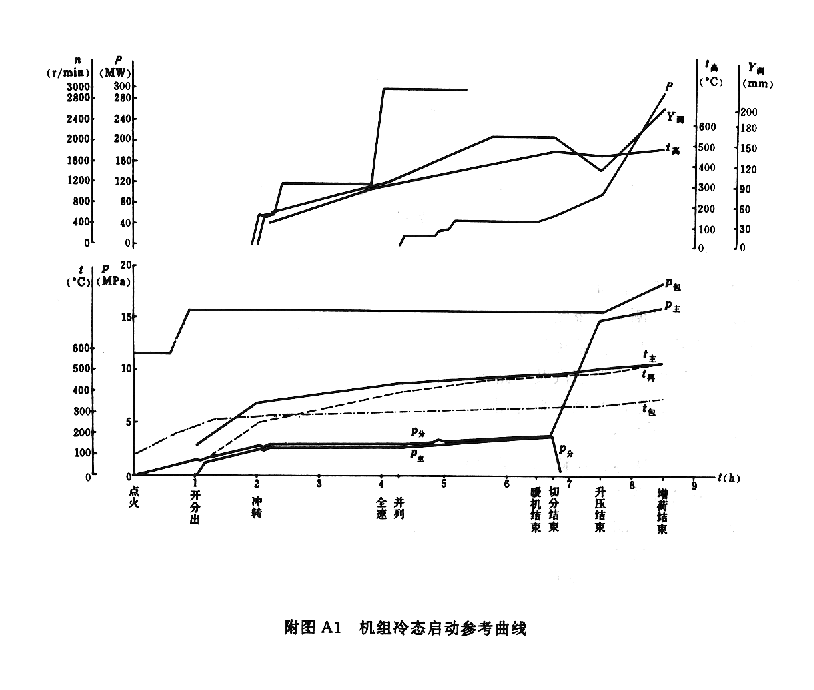 n P t高 Y调
(r/min) (MW) (°C) (mm)
3000 300
2800 280 200
2400 240 600 180
2000 200 500 150
1600 160 400 120
1200 120 300 90
800 80 200 60
400 40 100 30
0 0 0 0
P
Y调
t高
t p
(°C) (MPa)
20
15
600 10
500
400
300 5
200
100
0 0
p包
p主
t主
t再
t包
p分
p主
p分
1 2 3 4 5 6 7 8 9 t(h)
点火 开分出 冲转 全速 并列 暖机结束 切分结束 升压结束 增荷结束
附图 A1 机组冷态启动参考曲线